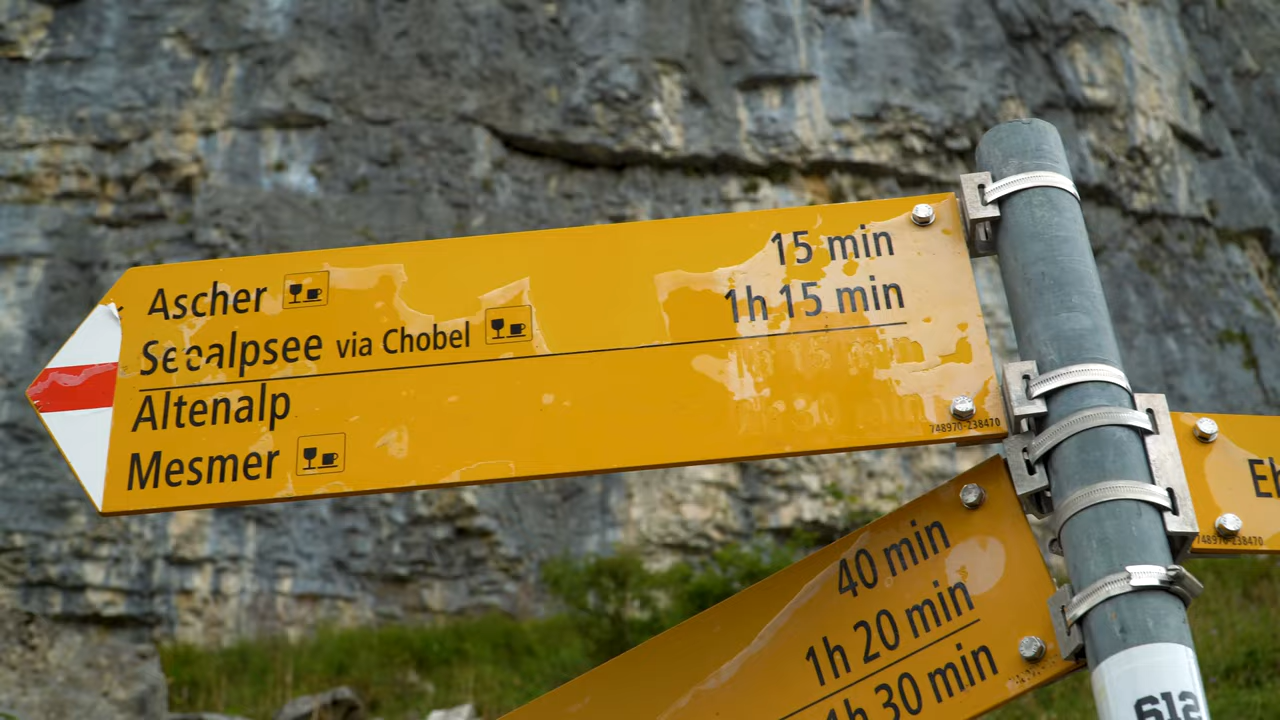 Ascher 15 min
Seealpsee via Chobel 1h 15 min
Altenalp
Mesmer
748970-238470
40 min
1h 20 min
1h 30 min
748970-238470
612